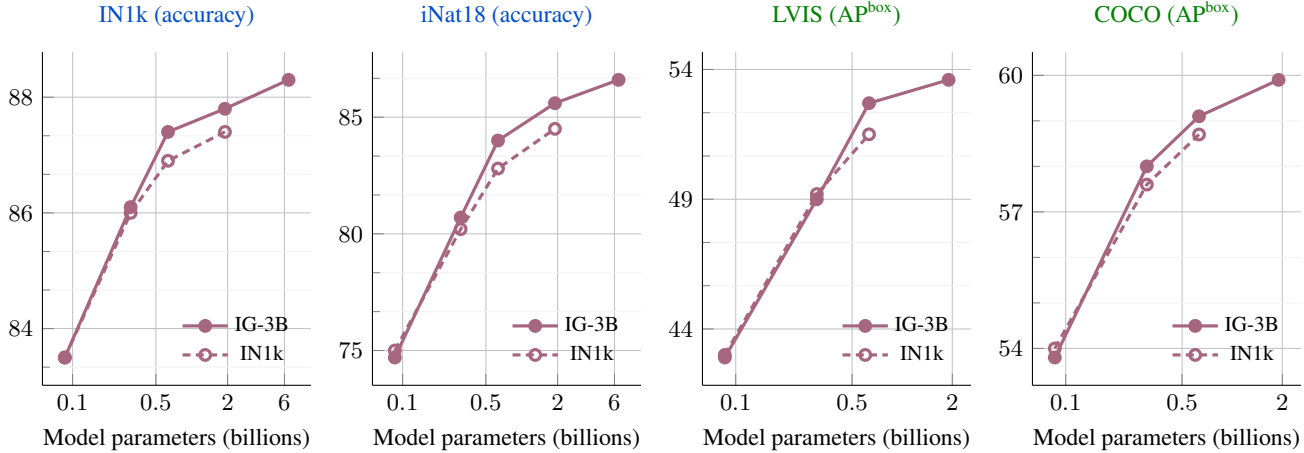 IN1k (accuracy)
88
86
84
0.1 0.5 2 6
Model parameters (billions)
IG-3B
IN1k
iNat18 (accuracy)
85
80
75
0.1 0.5 2 6
Model parameters (billions)
IG-3B
IN1k
LVIS (AP^box)
54
49
44
0.1 0.5 2
Model parameters (billions)
IG-3B
IN1k
COCO (AP^box)
60
57
54
0.1 0.5 2
Model parameters (billions)
IG-3B
IN1k